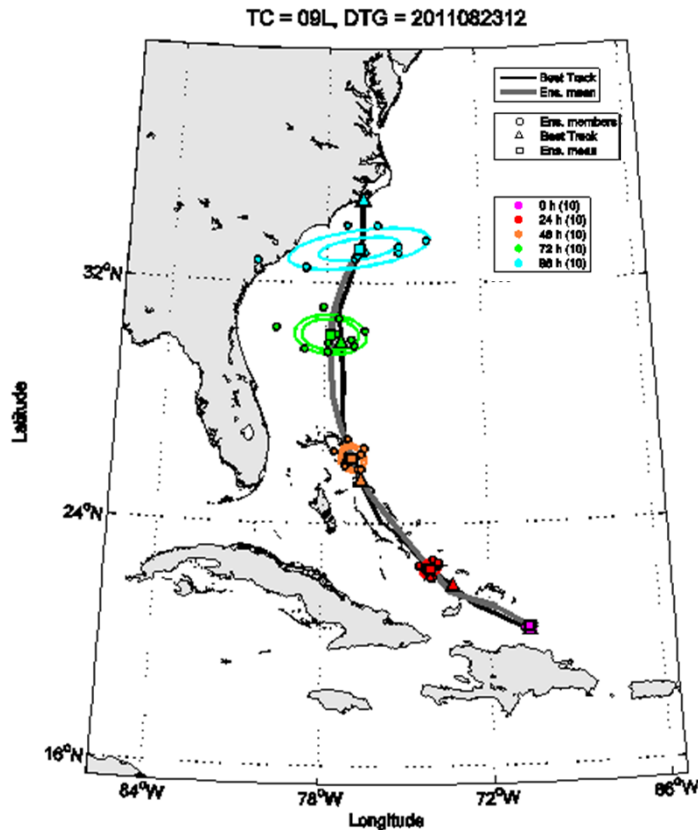 TC = 09L, DTG = 2011082312
Best Track
Ens. mean
Ens. members
Best Track
Ens. mean
0 h (10)
24 h (10)
48 h (10)
72 h (10)
96 h (10)
32°N
24°N
16°N
Latitude
84°W
78°W
72°W
66°W
Longitude